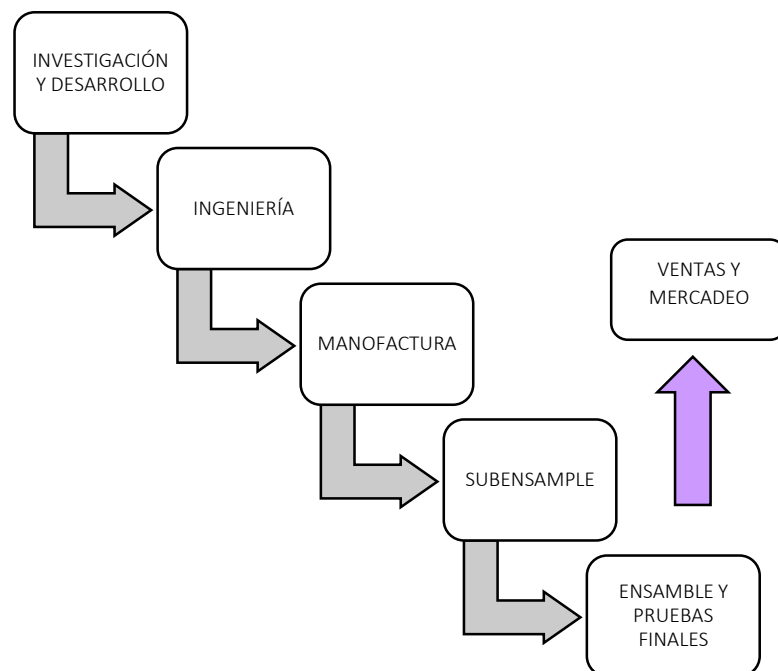 INVESTIGACIÓN
Y DESARROLLO
INGENIERÍA
MANOFACTURA
SUBENSAMPLE
ENSAMBLE Y
PRUEBAS
FINALES
VENTAS Y
MERCADEO